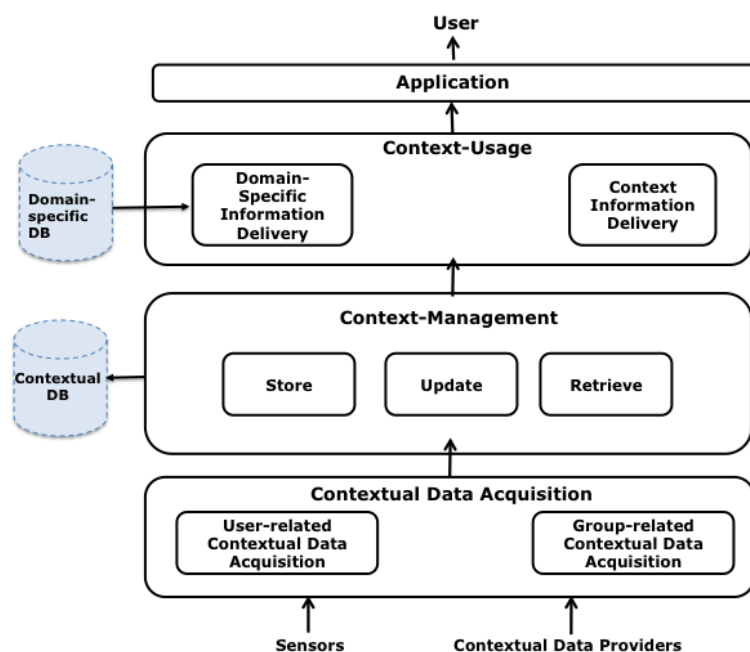 User
Application
Context-Usage
Domain-
specific
DB
Domain-
Specific
Information
Delivery
Context
Information
Delivery
Context-Management
Contextual
DB
Store
Update
Retrieve
Contextual Data Acquisition
User-related
Contextual Data
Acquisition
Group-related
Contextual Data
Acquisition
Sensors
Contextual Data Providers